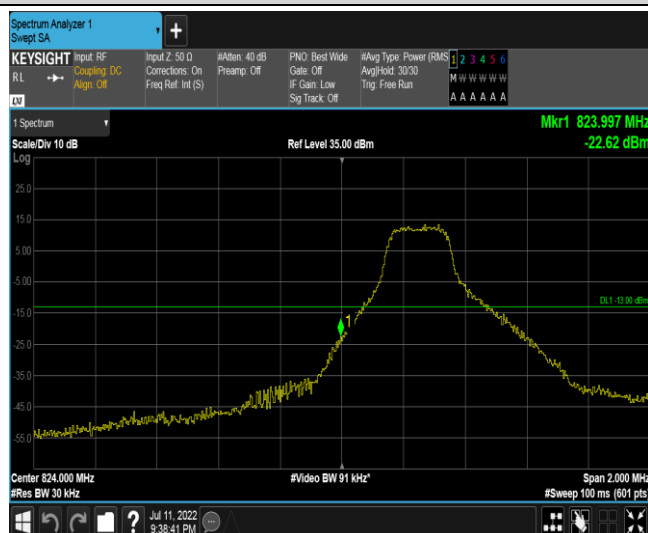 Spectrum Analyzer 1
Swept SA
+
KEYSIGHT
RL
LXI
Input: RF
Coupling: DC
Align: Off
Input Z: 50 Ω
Corrections: On
Freq Ref: Int (S)
#Atten: 40 dB
Preamp: Off
PNO: Best Wide
Gate: Off
IF Gain: Low
Sig Track: Off
#Avg Type: Power (RMS
Avg|Hold: 30/30
Trig: Free Run
1 2 3 4 5 6
M W W W W W
A A A A A A
1 Spectrum
Scale/Div 10 dB
Ref Level 35.00 dBm
Mkr1 823.997 MHz
-22.62 dBm
Log
25.0
15.0
5.00
-5.00
-15.0
-25.0
-35.0
-45.0
-55.0
DL1 -13.00 dBm
1
Center 824.000 MHz
#Res BW 30 kHz
#Video BW 91 kHz*
Span 2.000 MHz
#Sweep 100 ms (601 pts)
?
Jul 11, 2022
9:38:41 PM